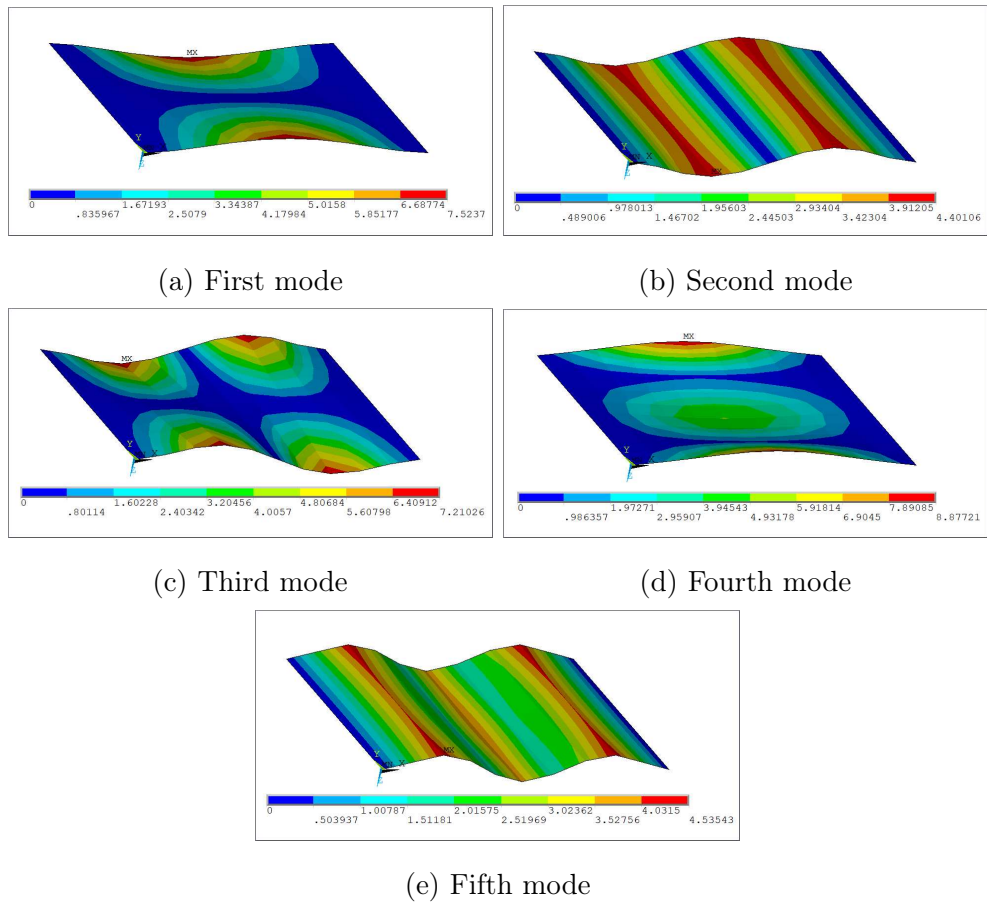 MX
Y
X
Z
0 1.67193 3.34387 5.0158 6.68774
.835967 2.5079 4.17984 5.85177 7.5237
(a) First mode
Y
X
Z
MX
0 .978013 1.95603 2.93404 3.91205
.489006 1.46702 2.44503 3.42304 4.40106
(b) Second mode
MX
Y
X
Z
0 1.60228 3.20456 4.80684 6.40912
.80114 2.40342 4.0057 5.60798 7.21026
(c) Third mode
MX
Y
X
Z
0 1.97271 3.94543 5.91814 7.89085
.986357 2.95907 4.93178 6.9045 8.87721
(d) Fourth mode
MX
Y
X
Z
0 1.00787 2.01575 3.02362 4.0315
.503937 1.51181 2.51969 3.52756 4.53543
(e) Fifth mode